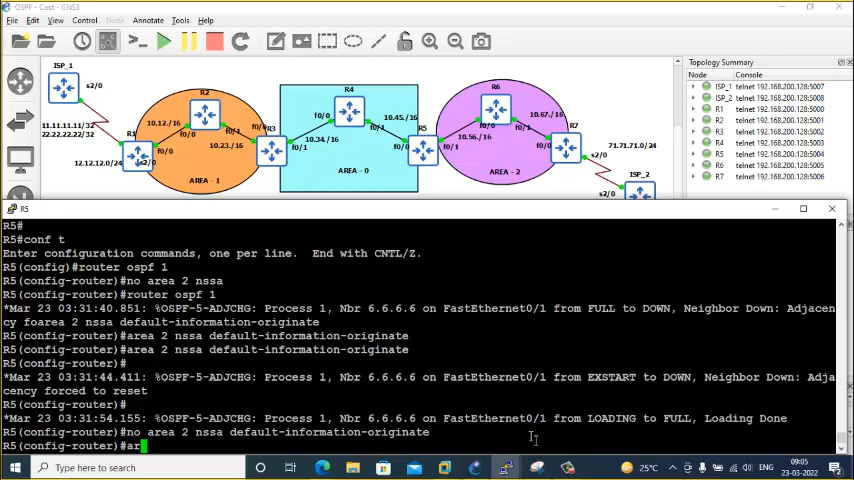 OSPF - Cost - GNS3
File Edit View Control Node Annotate Tools Help
Topology Summary
Node Console
ISP_1 telnet 192.168.200.128:5007
ISP_2 telnet 192.168.200.128:5008
R1 telnet 192.168.200.128:5000
R2 telnet 192.168.200.128:5001
R3 telnet 192.168.200.128:5002
R4 telnet 192.168.200.128:5003
R5 telnet 192.168.200.128:5004
R6 telnet 192.168.200.128:5005
R7 telnet 192.168.200.128:5006
ISP_1
s2/0
11.11.11.11/32
22.22.22.22/32
R1
12.12.12.0/24
s2/0
f0/0
10.12./16
R2
f0/0
f0/1
10.23./16
AREA - 1
R3
f0/1
10.34./16
f0/0
R4
f0/1
10.45./16
f0/0
R5
AREA - 0
f0/1
10.56./16
R6
f0/0
f0/1
10.67./16
f0/0
R7
AREA - 2
s2/0
71.71.71.0/24
s2/0
ISP_2
R5
R5#
R5#conf t
Enter configuration commands, one per line.  End with CNTL/Z.
R5(config)#router ospf 1
R5(config-router)#no area 2 nssa
R5(config-router)#router ospf 1
*Mar 23 03:31:40.851: %OSPF-5-ADJCHG: Process 1, Nbr 6.6.6.6 on FastEthernet0/1 from FULL to DOWN, Neighbor Down: Adjacen
cy foarea 2 nssa default-information-originate
R5(config-router)#area 2 nssa default-information-originate
R5(config-router)#area 2 nssa default-information-originate
R5(config-router)#
*Mar 23 03:31:44.411: %OSPF-5-ADJCHG: Process 1, Nbr 6.6.6.6 on FastEthernet0/1 from EXSTART to DOWN, Neighbor Down: Adja
cency forced to reset
R5(config-router)#
*Mar 23 03:31:54.155: %OSPF-5-ADJCHG: Process 1, Nbr 6.6.6.6 on FastEthernet0/1 from LOADING to FULL, Loading Done
R5(config-router)#no area 2 nssa default-information-originate
R5(config-router)#ar
Type here to search
25°C
ENG
09:05
23-03-2022